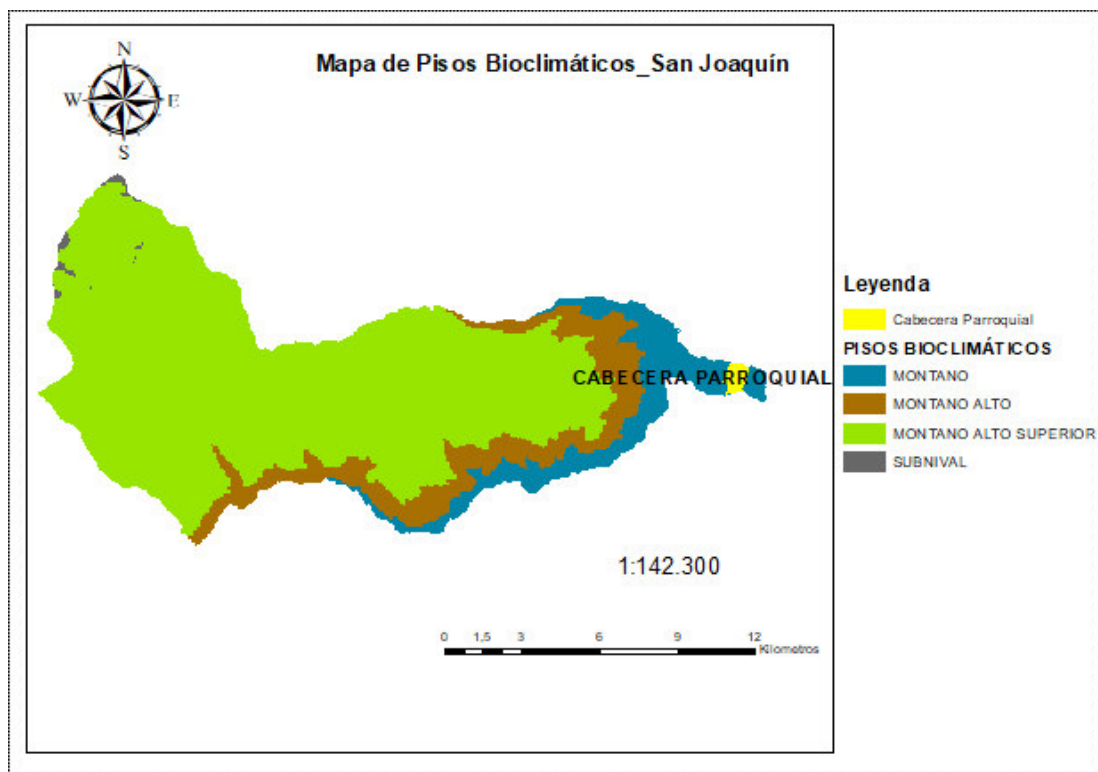 Mapa de Pisos Bioclimáticos_San Joaquín
N
W
E
S
CABECERA PARROQUIAL
Leyenda
Cabecera Parroquial
PISOS BIOCLIMÁTICOS
MONTANO
MONTANO ALTO
MONTANO ALTO SUPERIOR
SUBNIVAL
1:142.300
0 1,5 3 6 9 12
Kilometros